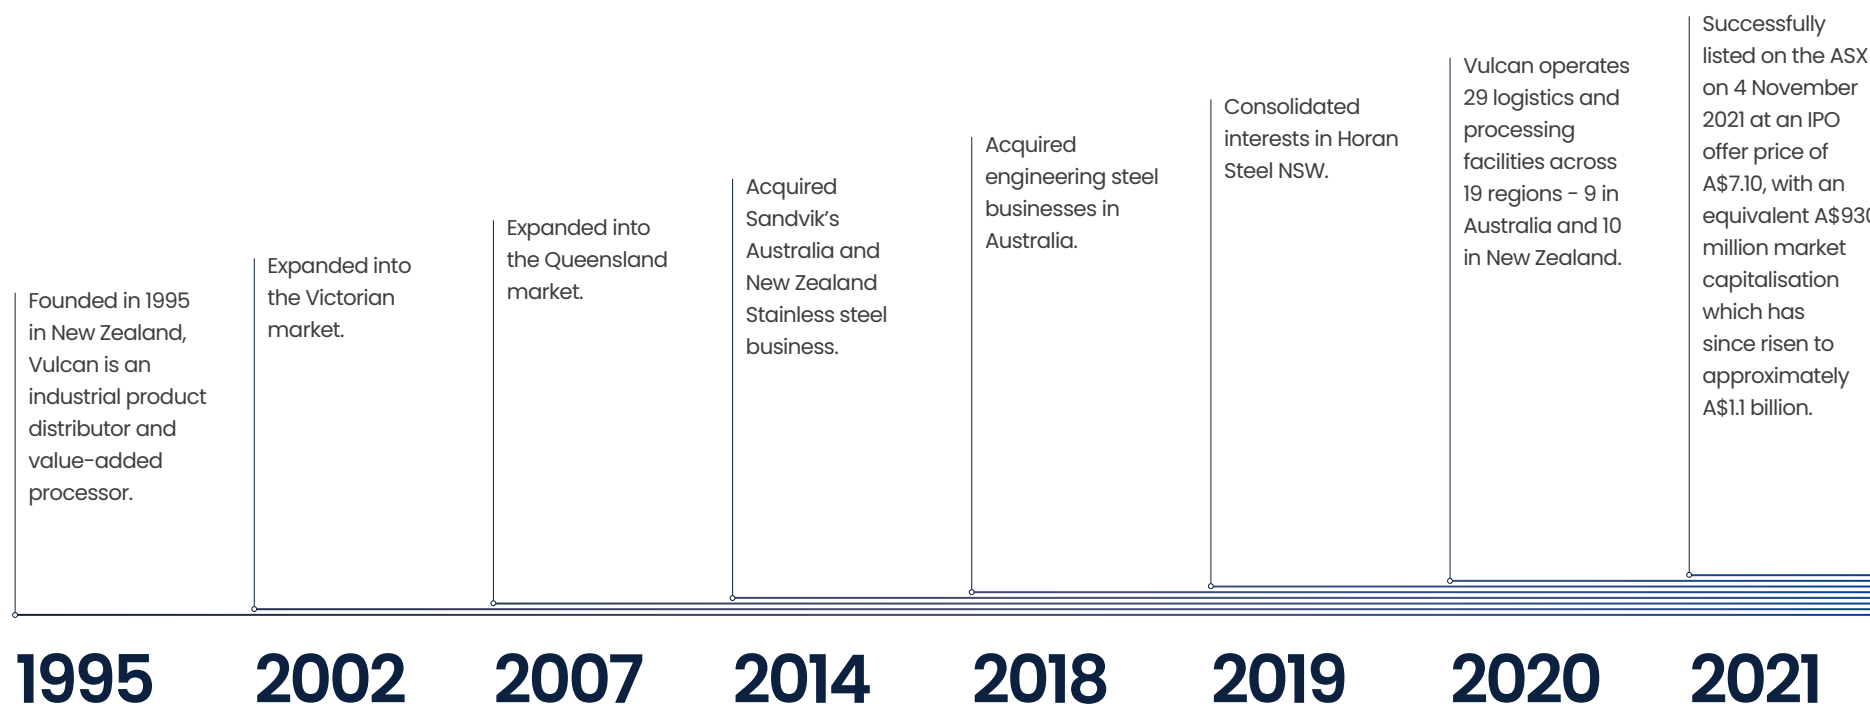 Founded in 1995
in New Zealand,
Vulcan is an
industrial product
distributor and
value-added
processor.
1995
Expanded into
the Victorian
market.
2002
Expanded into
the Queensland
market.
2007
Acquired
Sandvik's
Australia and
New Zealand
Stainless steel
business.
2014
Acquired
engineering steel
businesses in
Australia.
2018
Consolidated
interests in Horan
Steel NSW.
2019
Vulcan operates
29 logistics and
processing
facilities across
19 regions - 9 in
Australia and 10
in New Zealand.
2020
Successfully
listed on the ASX
on 4 November
2021 at an IPO
offer price of
A$7.10, with an
equivalent A$930
million market
capitalisation
which has
since risen to
approximately
A$1.1 billion.
2021